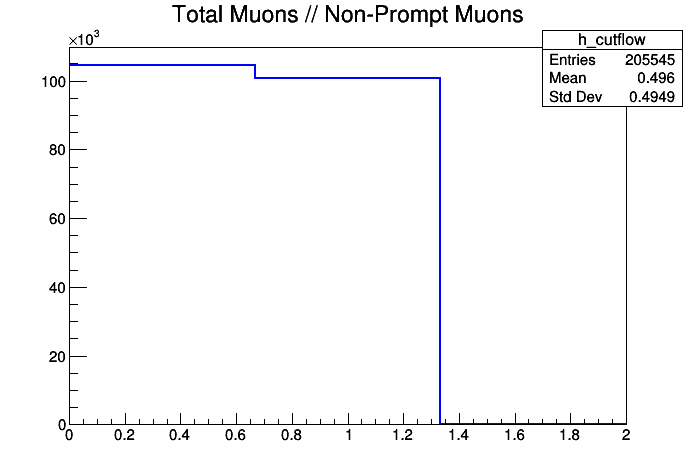 Total Muons // Non-Prompt Muons
×10³
h_cutflow
Entries 205545
Mean 0.496
Std Dev 0.4949
100
80
60
40
20
0
0 0.2 0.4 0.6 0.8 1 1.2 1.4 1.6 1.8 2